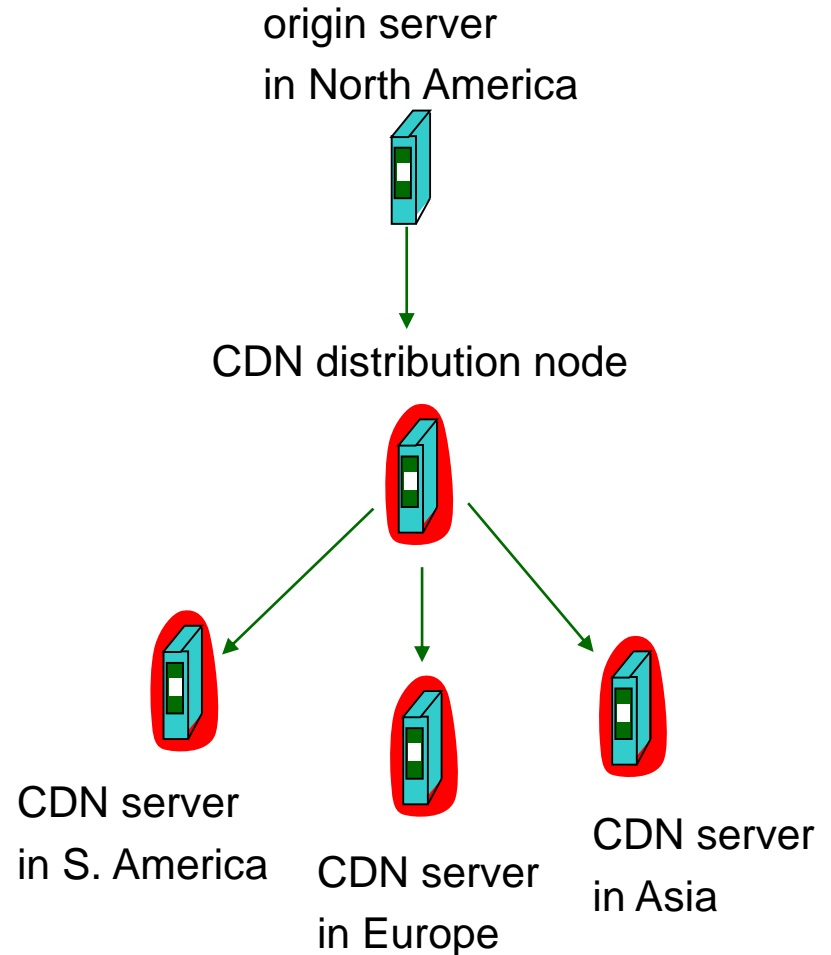 origin server
in North America
CDN distribution node
CDN server
in S. America
CDN server
in Europe
CDN server
in Asia